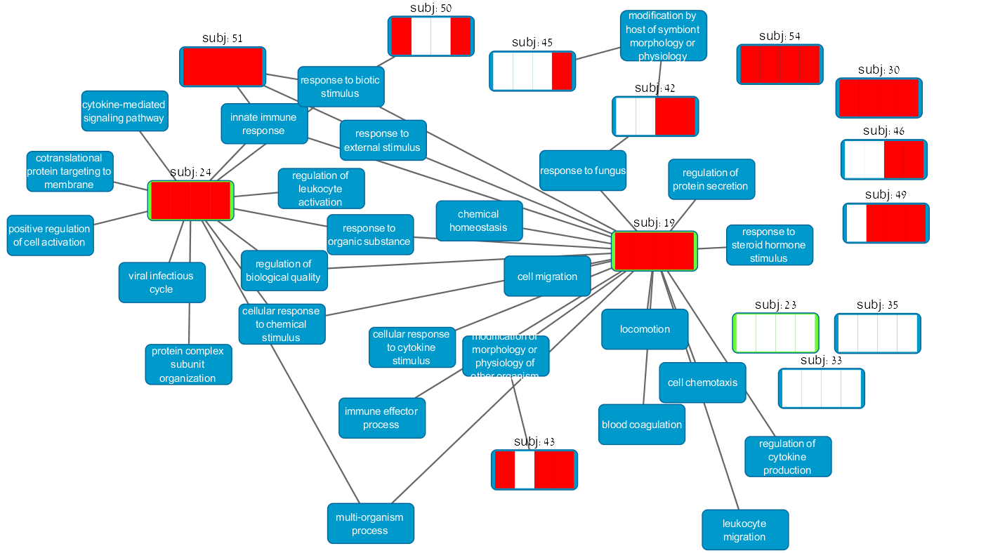 subj: 50
modification by
host of symbiont
morphology or
physiology
subj: 51
subj: 45
subj: 54
subj: 30
response to biotic
stimulus
subj: 42
cytokine-mediated
signaling pathway
innate immune
response
response to
external stimulus
subj: 46
cotranslational
protein targeting to
membrane
subj: 24
regulation of
leukocyte
activation
response to fungus
regulation of
protein secretion
subj: 49
positive regulation
of cell activation
response to
organic substance
chemical
homeostasis
subj: 19
response to
steroid hormone
stimulus
viral infectious
cycle
regulation of
biological quality
cell migration
cellular response
to chemical
stimulus
subj: 23
subj: 35
cellular response
to cytokine
stimulus
modification of
morphology or
physiology of
other organism
locomotion
protein complex
subunit
organization
subj: 33
cell chemotaxis
immune effector
process
blood coagulation
subj: 43
regulation of
cytokine
production
multi-organism
process
leukocyte
migration